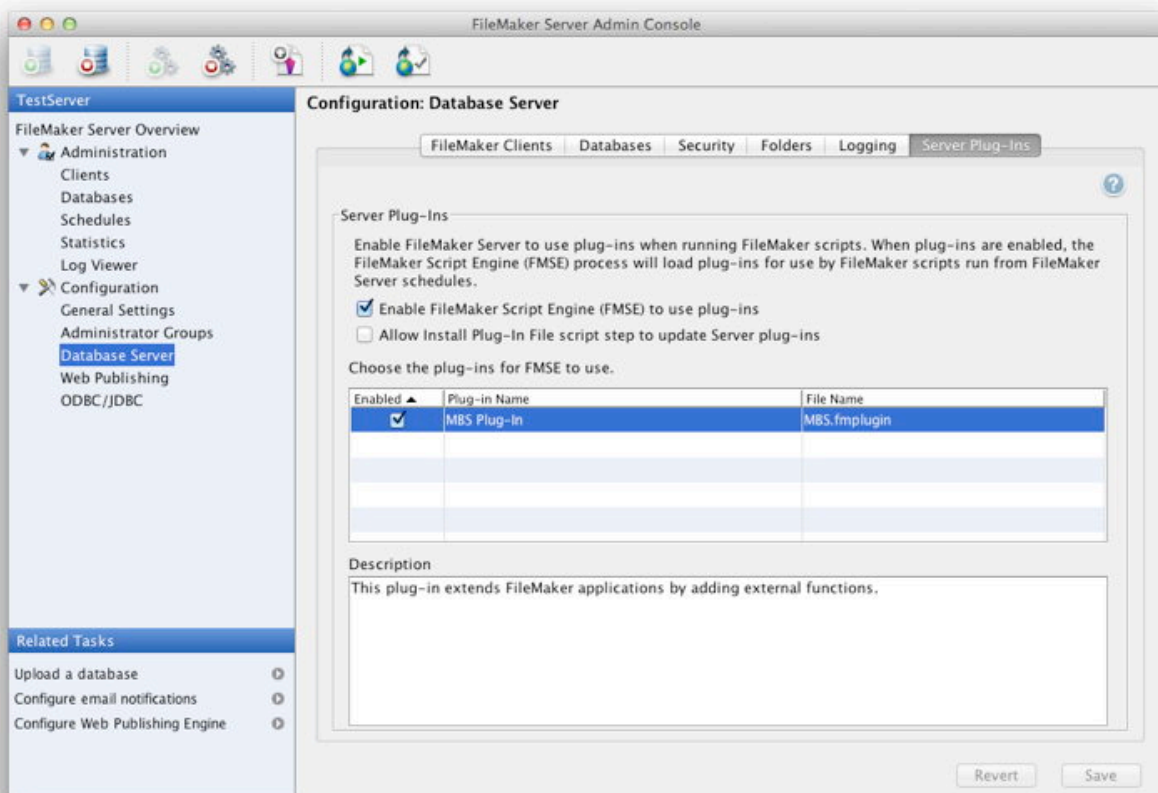 FileMaker Server Admin Console
TestServer
FileMaker Server Overview
Administration
Clients
Databases
Schedules
Statistics
Log Viewer
Configuration
General Settings
Administrator Groups
Database Server
Web Publishing
ODBC/JDBC
Related Tasks
Upload a database
Configure email notifications
Configure Web Publishing Engine
Configuration: Database Server
FileMaker Clients Databases Security Folders Logging Server Plug-Ins
?
Server Plug-Ins
Enable FileMaker Server to use plug-ins when running FileMaker scripts. When plug-ins are enabled, the
FileMaker Script Engine (FMSE) process will load plug-ins for use by FileMaker scripts run from FileMaker
Server schedules.
Enable FileMaker Script Engine (FMSE) to use plug-ins
Allow Install Plug-In File script step to update Server plug-ins
Choose the plug-ins for FMSE to use.
Enabled Plug-in Name File Name
MBS Plug-In MBS.fmplugin
Description
This plug-in extends FileMaker applications by adding external functions.
Revert Save